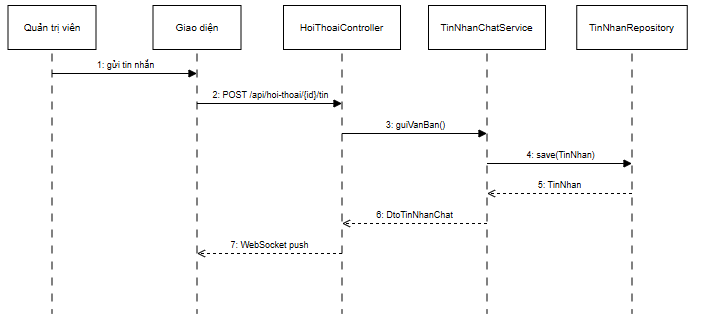 Quản trị viên
Giao diện
HoiThoaiController
TinNhanChatService
TinNhanRepository
1: gửi tin nhắn
2: POST /api/hoi-thoai/{id}/tin
3: guiVanBan()
4: save(TinNhan)
5: TinNhan
6: DtoTinNhanChat
7: WebSocket push